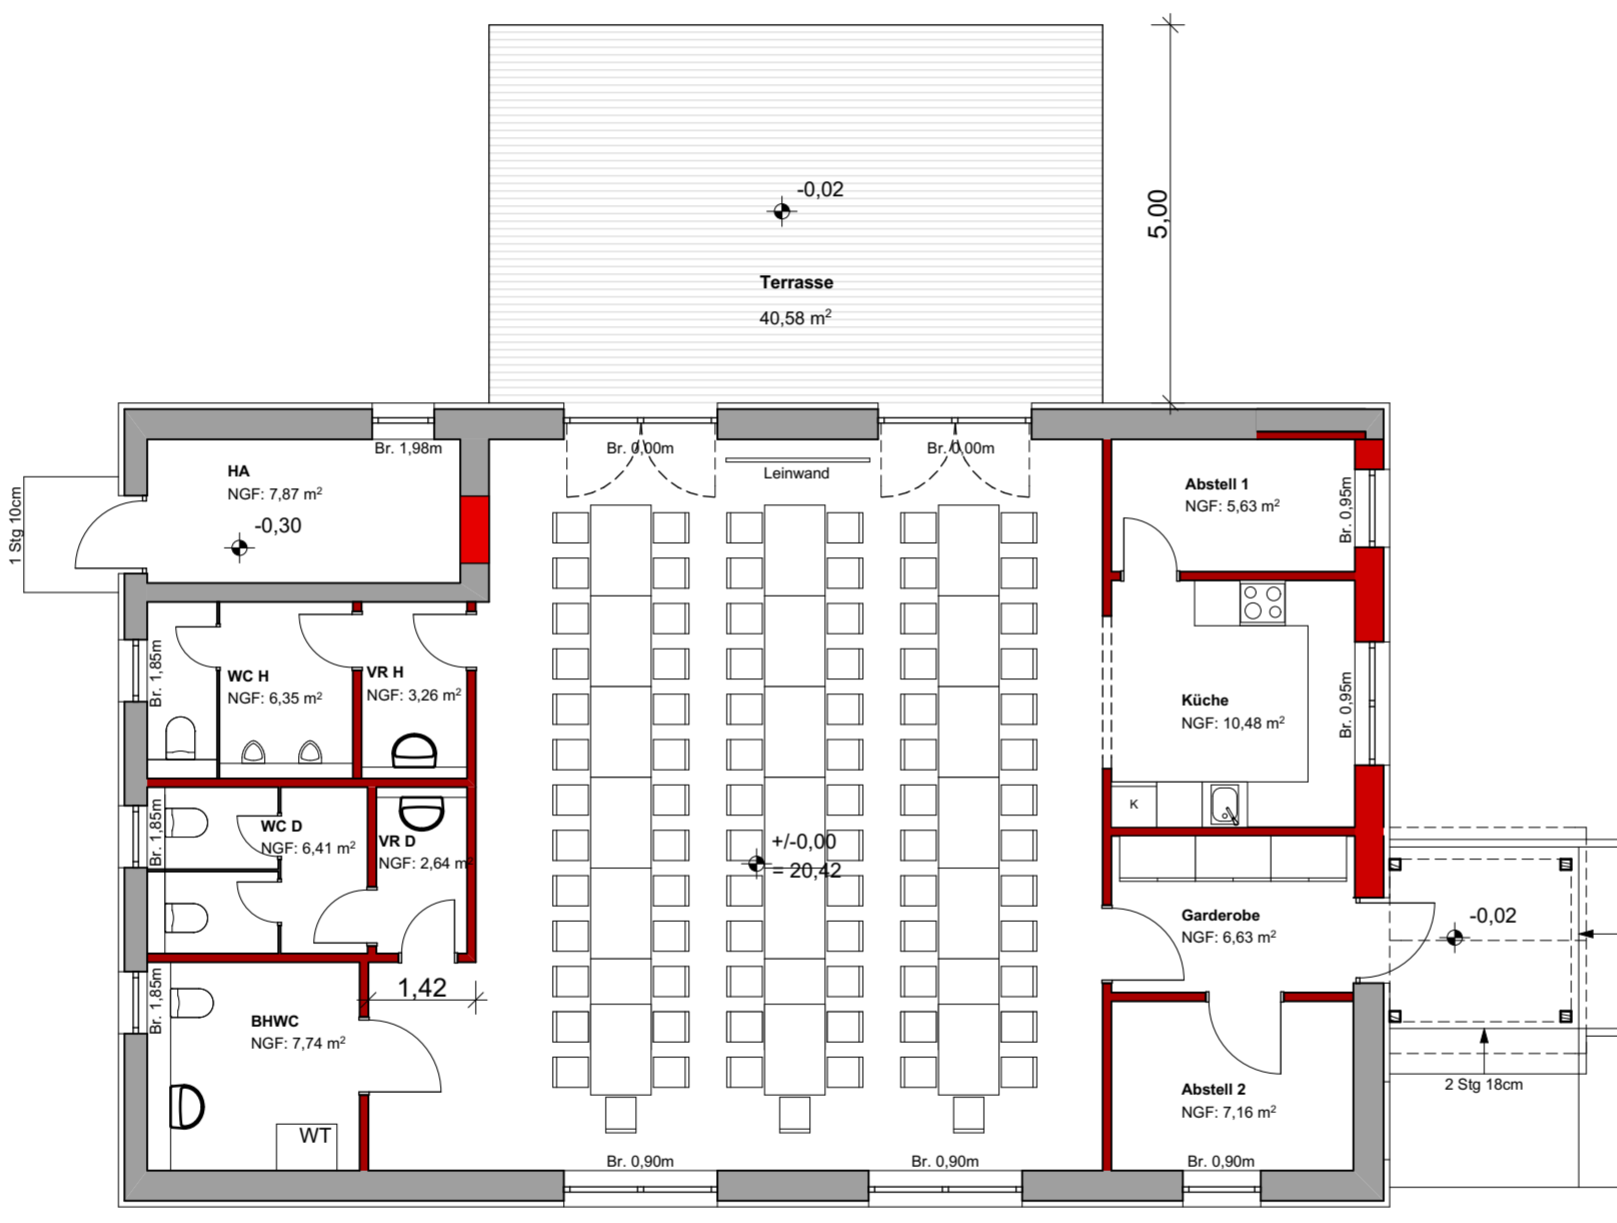 -0,02
5,00
Terrasse
40,58 m²
Br. 1,98m
Br. 0,00m
Br. 0,00m
Leinwand
HA
NGF: 7,87 m²
-0,30
1 Stg 10cm
Abstell 1
NGF: 5,63 m²
Br. 0,95m
Br. 1,85m
WC H
NGF: 6,35 m²
VR H
NGF: 3,26 m²
Küche
NGF: 10,48 m²
Br. 0,95m
K
Br. 1,85m
WC D
NGF: 6,41 m²
VR D
NGF: 2,64 m²
+/-0,00
= 20,42
Garderobe
NGF: 6,63 m²
-0,02
1,42
Br. 1,85m
BHWC
NGF: 7,74 m²
WT
Abstell 2
NGF: 7,16 m²
2 Stg 18cm
Br. 0,90m
Br. 0,90m
Br. 0,90m